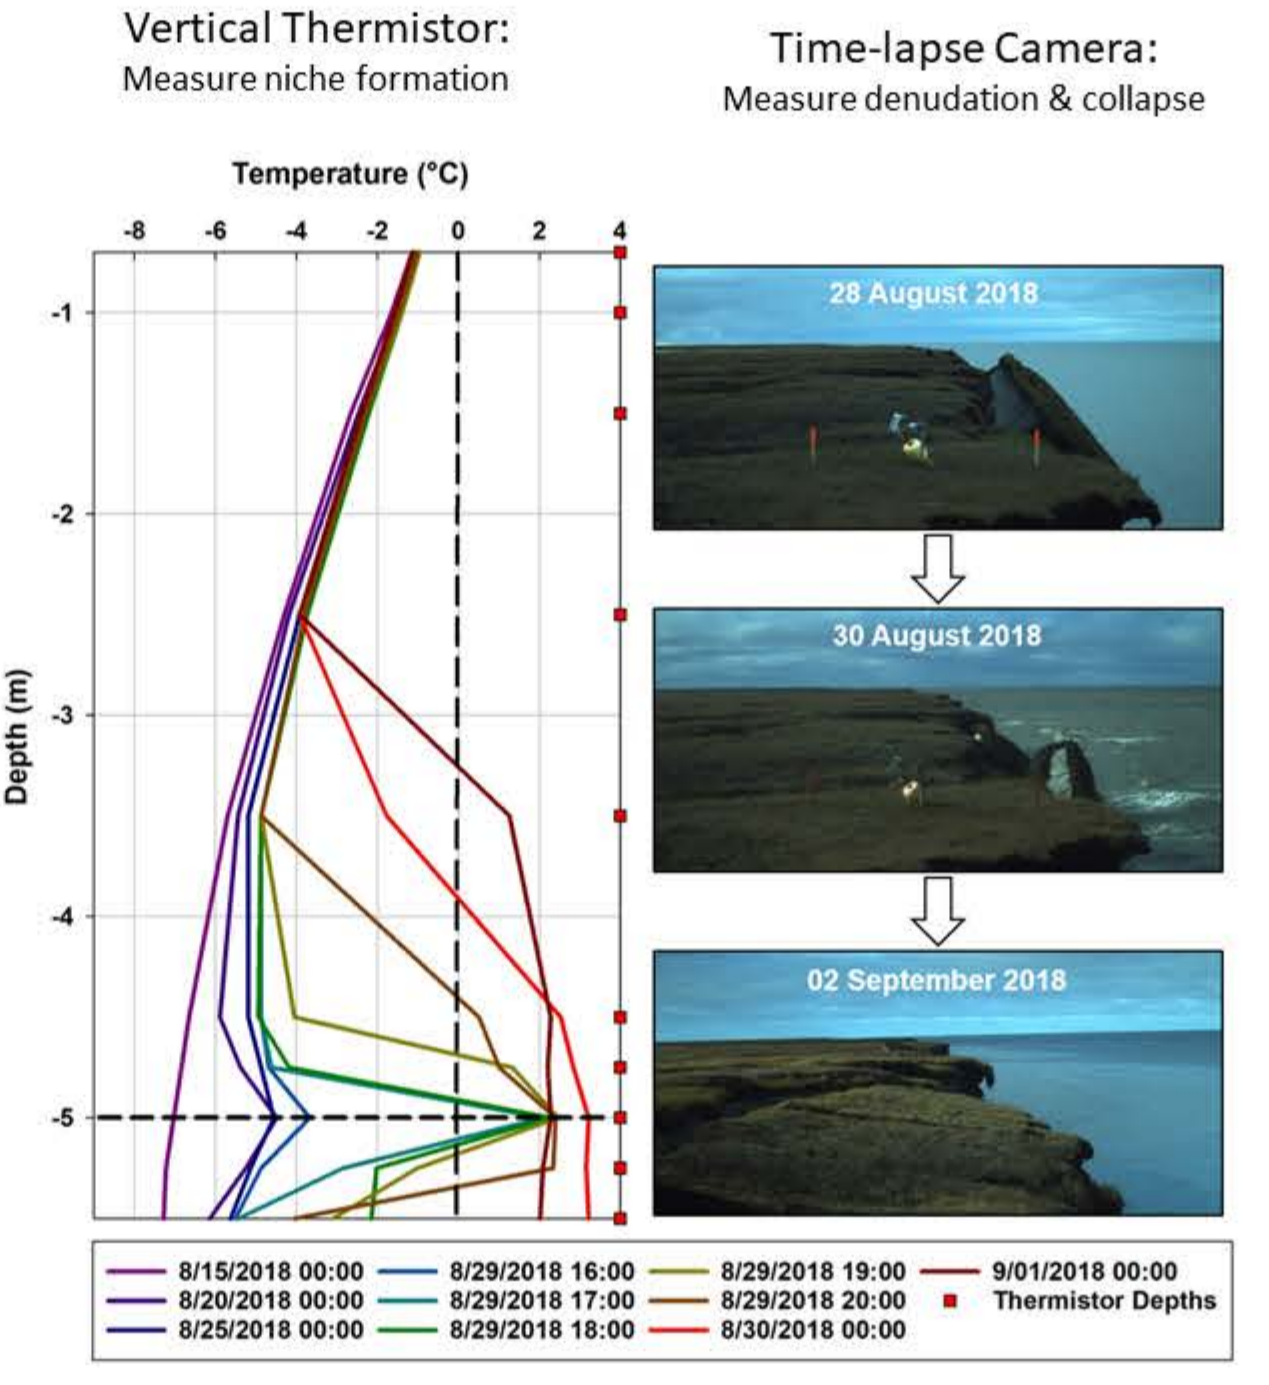 Vertical Thermistor:
Measure niche formation
Time-lapse Camera:
Measure denudation & collapse
Temperature (°C)
-8 -6 -4 -2 0 2 4
Depth (m)
-1
-2
-3
-4
-5
28 August 2018
30 August 2018
02 September 2018
8/15/2018 00:00 8/29/2018 16:00 8/29/2018 19:00 9/01/2018 00:00
8/20/2018 00:00 8/29/2018 17:00 8/29/2018 20:00 Thermistor Depths
8/25/2018 00:00 8/29/2018 18:00 8/30/2018 00:00